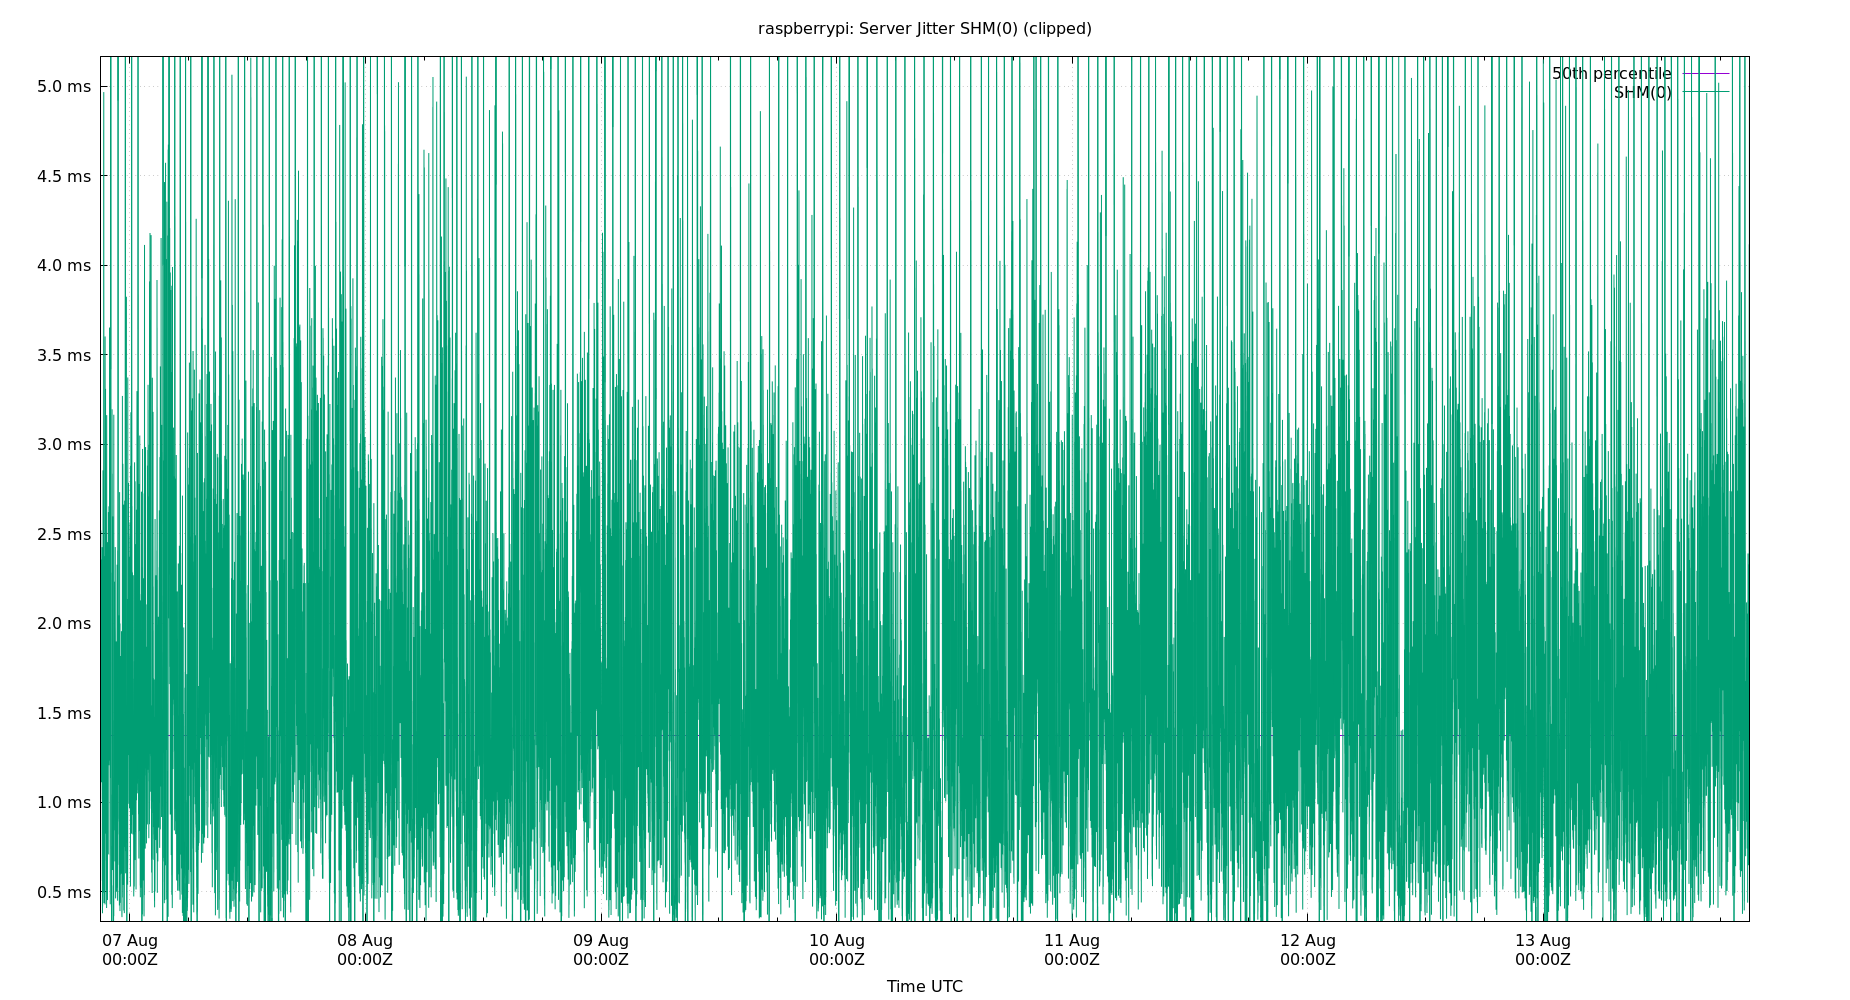 raspberrypi: Server Jitter SHM(0) (clipped)
50th percentile
SHM(0)
5.0 ms
4.5 ms
4.0 ms
3.5 ms
3.0 ms
2.5 ms
2.0 ms
1.5 ms
1.0 ms
0.5 ms
07 Aug 08 Aug 09 Aug 10 Aug 11 Aug 12 Aug 13 Aug
00:00Z 00:00Z 00:00Z 00:00Z 00:00Z 00:00Z 00:00Z
Time UTC